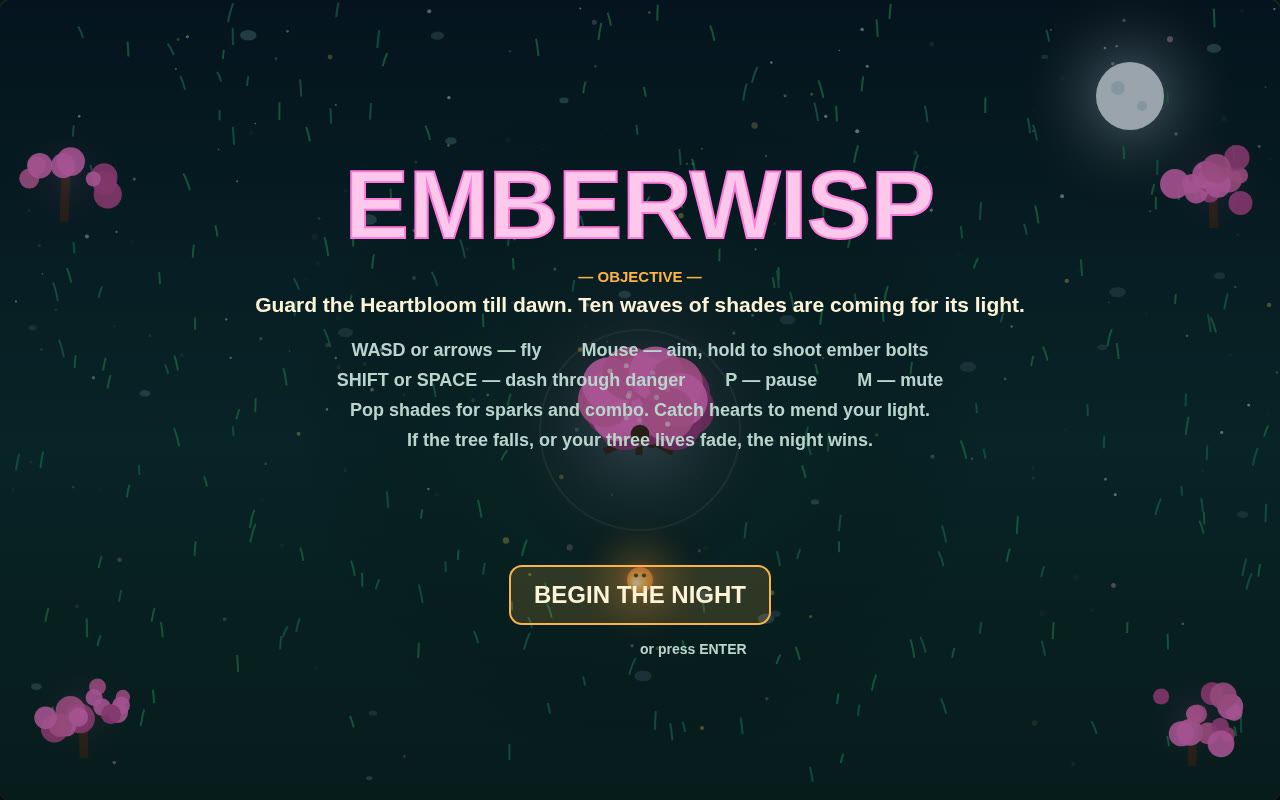 EMBERWISP
— OBJECTIVE —
Guard the Heartbloom till dawn. Ten waves of shades are coming for its light.
WASD or arrows — fly Mouse — aim, hold to shoot ember bolts
SHIFT or SPACE — dash through danger P — pause M — mute
Pop shades for sparks and combo. Catch hearts to mend your light.
If the tree falls, or your three lives fade, the night wins.
BEGIN THE NIGHT
or press ENTER